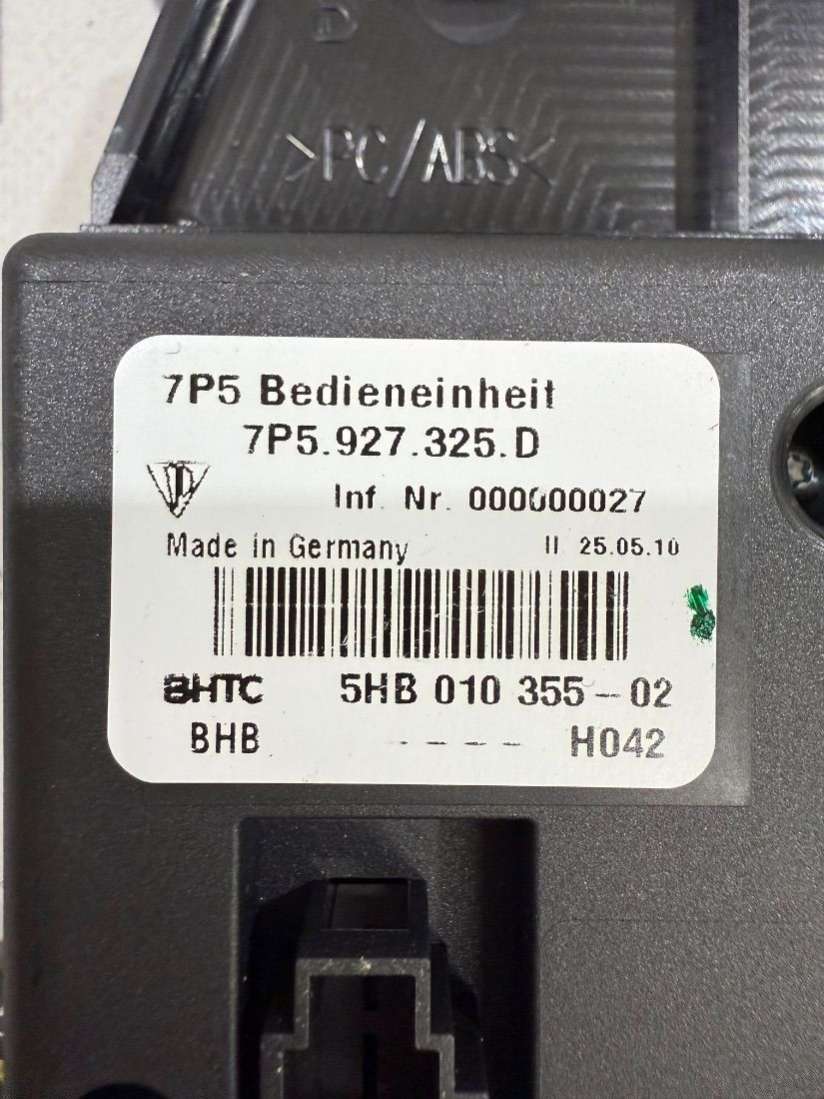 D
>PC/ABS<
7P5 Bedieneinheit
7P5.927.325.D
Inf. Nr. 000000027
Made in Germany II 25.05.10
BHTC 5HB 010 355-02
BHB ---- H042